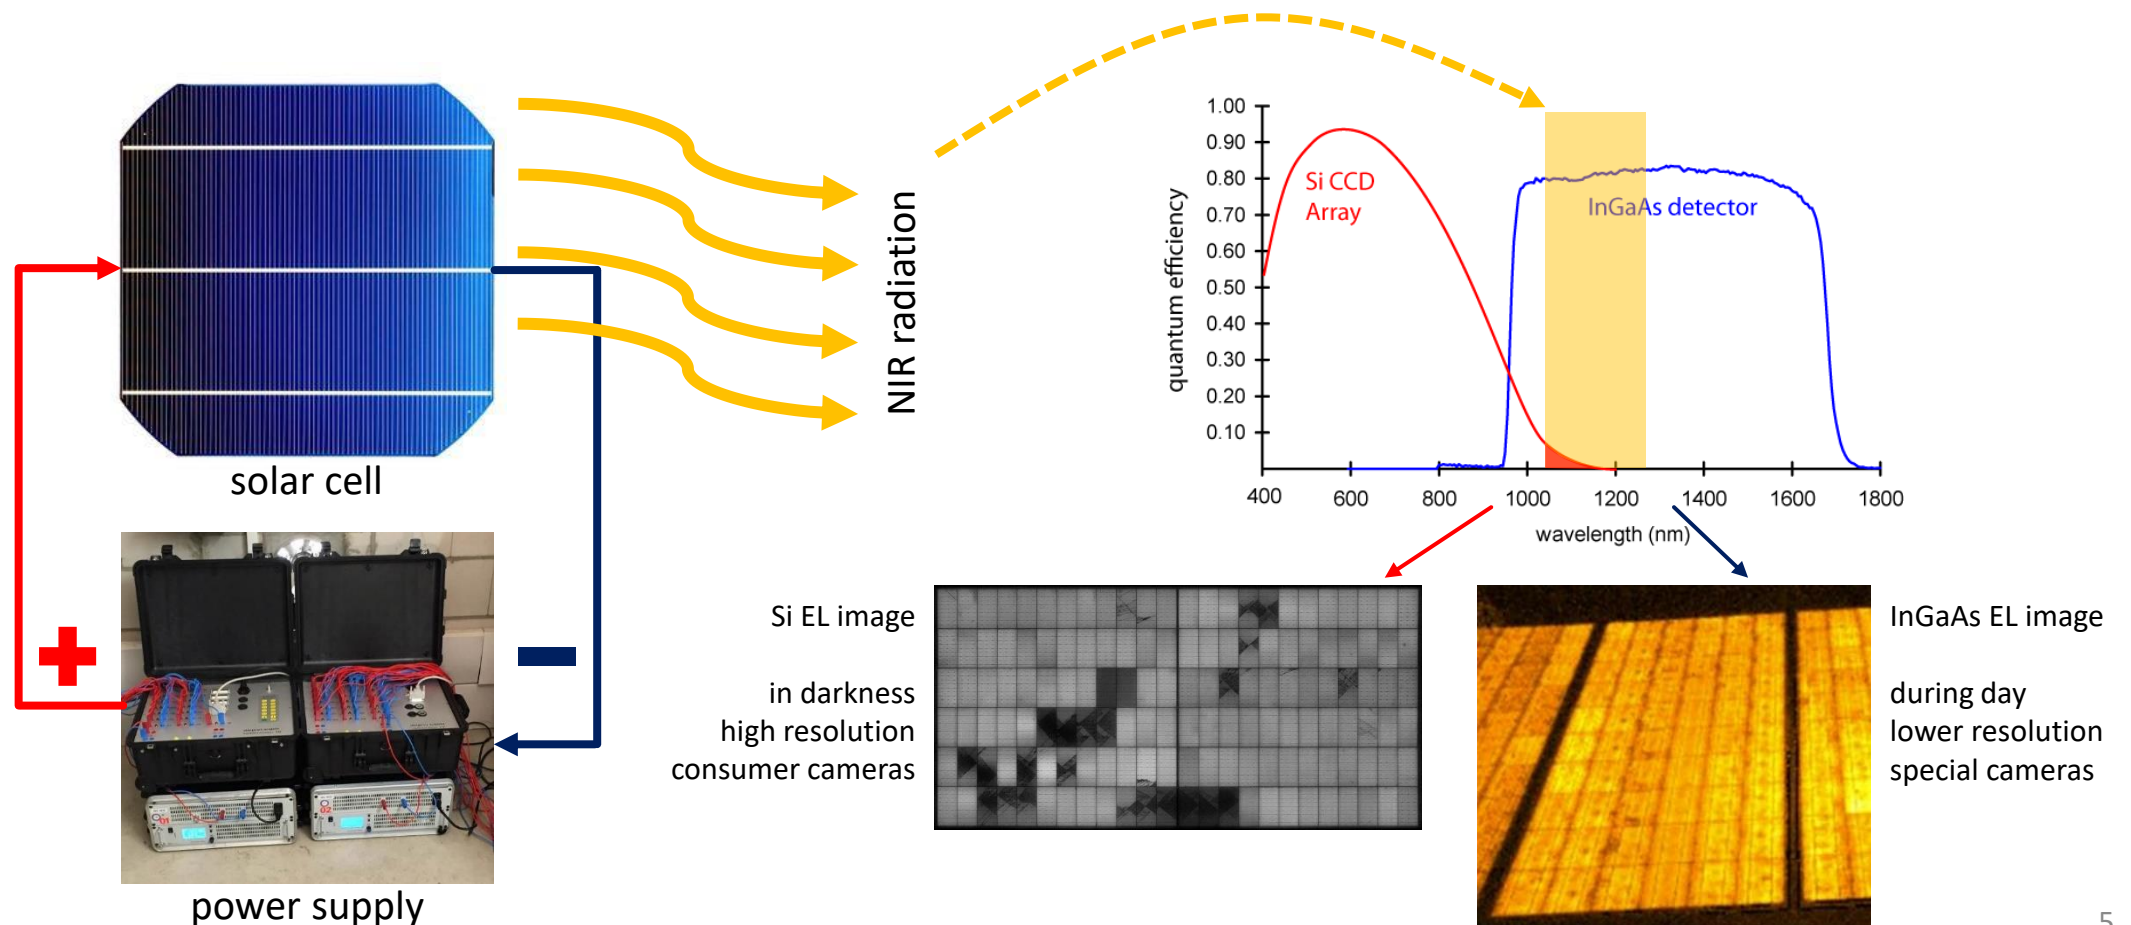 solar cell
power supply
NIR radiation
1.00
0.90
0.80
0.70
0.60
0.50
0.40
0.30
0.20
0.10
quantum efficiency
Si CCD
Array
InGaAs detector
400 600 800 1000 1200 1400 1600 1800
wavelength (nm)
Si EL image
in darkness
high resolution
consumer cameras
InGaAs EL image
during day
lower resolution
special cameras
5